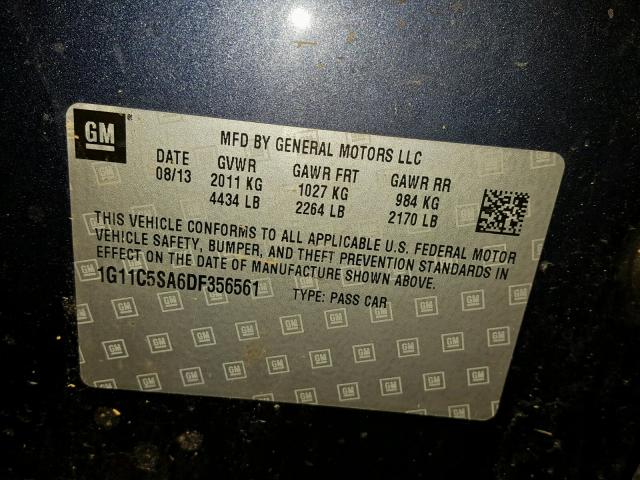 GM
MFD BY GENERAL MOTORS LLC
DATE GVWR GAWR FRT GAWR RR
08/13 2011 KG 1027 KG 984 KG
4434 LB 2264 LB 2170 LB
THIS VEHICLE CONFORMS TO ALL APPLICABLE U.S. FEDERAL MOTOR
VEHICLE SAFETY, BUMPER, AND THEFT PREVENTION STANDARDS IN
EFFECT ON THE DATE OF MANUFACTURE SHOWN ABOVE.
1G11C5SA6DF356561 TYPE: PASS CAR